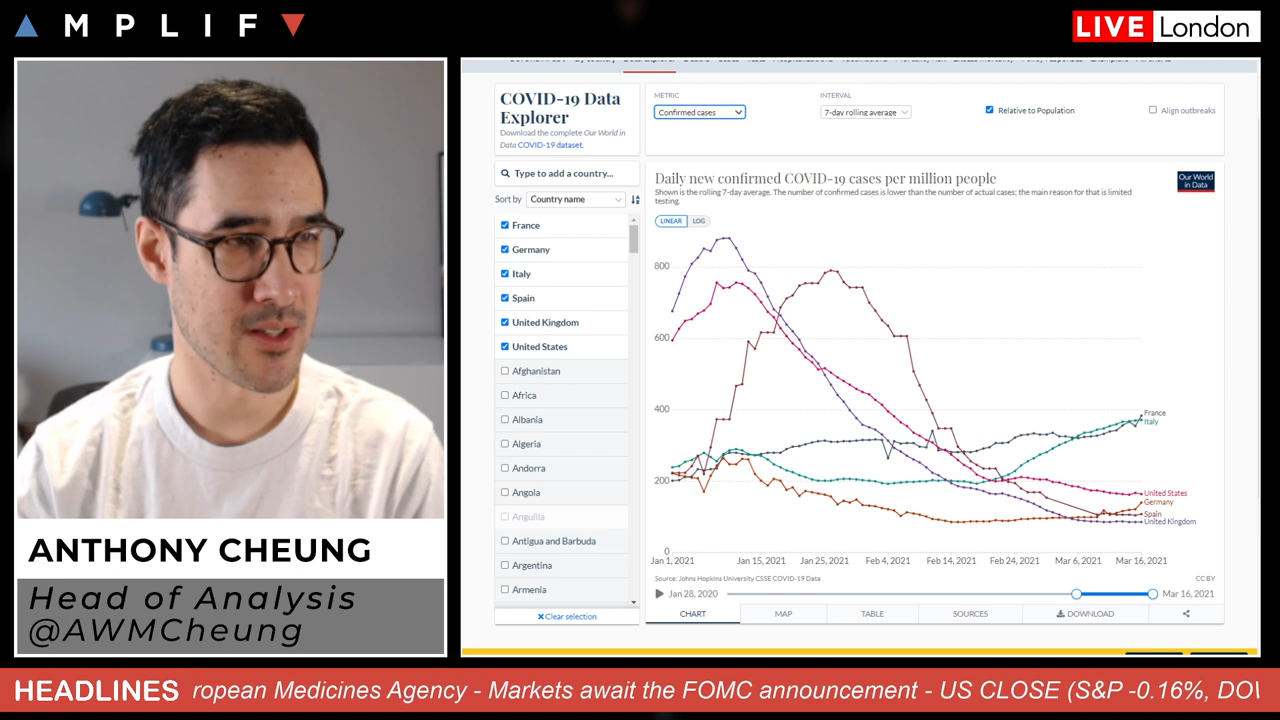 AMPLIFY
LIVE London
COVID-19 Data
Explorer
Download the complete Our World in
Data COVID-19 dataset.
Type to add a country...
Sort by Country name
France
Germany
Italy
Spain
United Kingdom
United States
Afghanistan
Africa
Albania
Algeria
Andorra
Angola
Anguilla
Antigua and Barbuda
Argentina
Armenia
Clear selection
METRIC
Confirmed cases
INTERVAL
7-day rolling average
Relative to Population
Align outbreaks
Daily new confirmed COVID-19 cases per million people
Shown is the rolling 7-day average. The number of confirmed cases is lower than the number of actual cases; the main reason for that is limited
testing.
Our World
in Data
LINEAR LOG
800
600
400
200
0
France
Italy
United States
Germany
Spain
United Kingdom
Jan 1, 2021 Jan 15, 2021 Jan 25, 2021 Feb 4, 2021 Feb 14, 2021 Feb 24, 2021 Mar 6, 2021 Mar 16, 2021
Source: Johns Hopkins University CSSE COVID-19 Data CC BY
Jan 28, 2020 Mar 16, 2021
CHART MAP TABLE SOURCES DOWNLOAD
ANTHONY CHEUNG
Head of Analysis
@AWMCheung
HEADLINES ropean Medicines Agency - Markets await the FOMC announcement - US CLOSE (S&P -0.16%, DOW